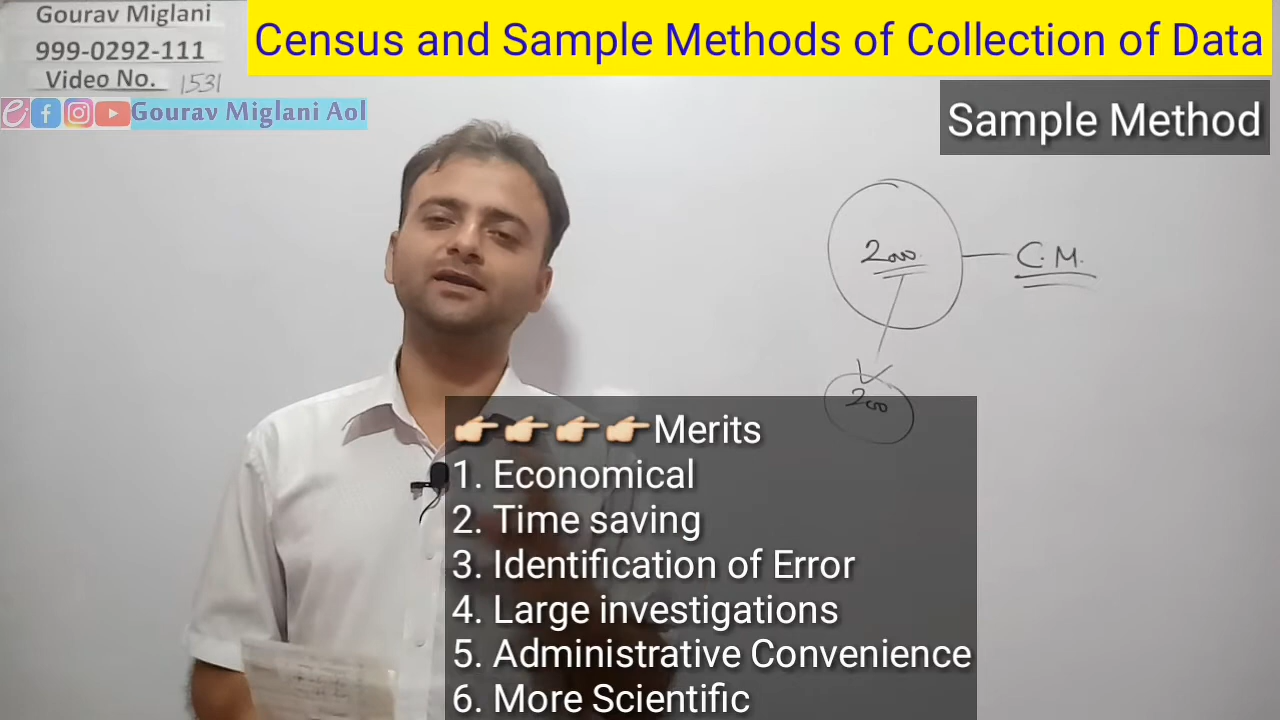 Gourav Miglani
999-0292-111
Video No. 1531
Gourav Miglani Aol
Census and Sample Methods of Collection of Data
Sample Method
2000
C.M.
200
👉🏻👉🏻👉🏻👉🏻Merits
1. Economical
2. Time saving
3. Identification of Error
4. Large investigations
5. Administrative Convenience
6. More Scientific